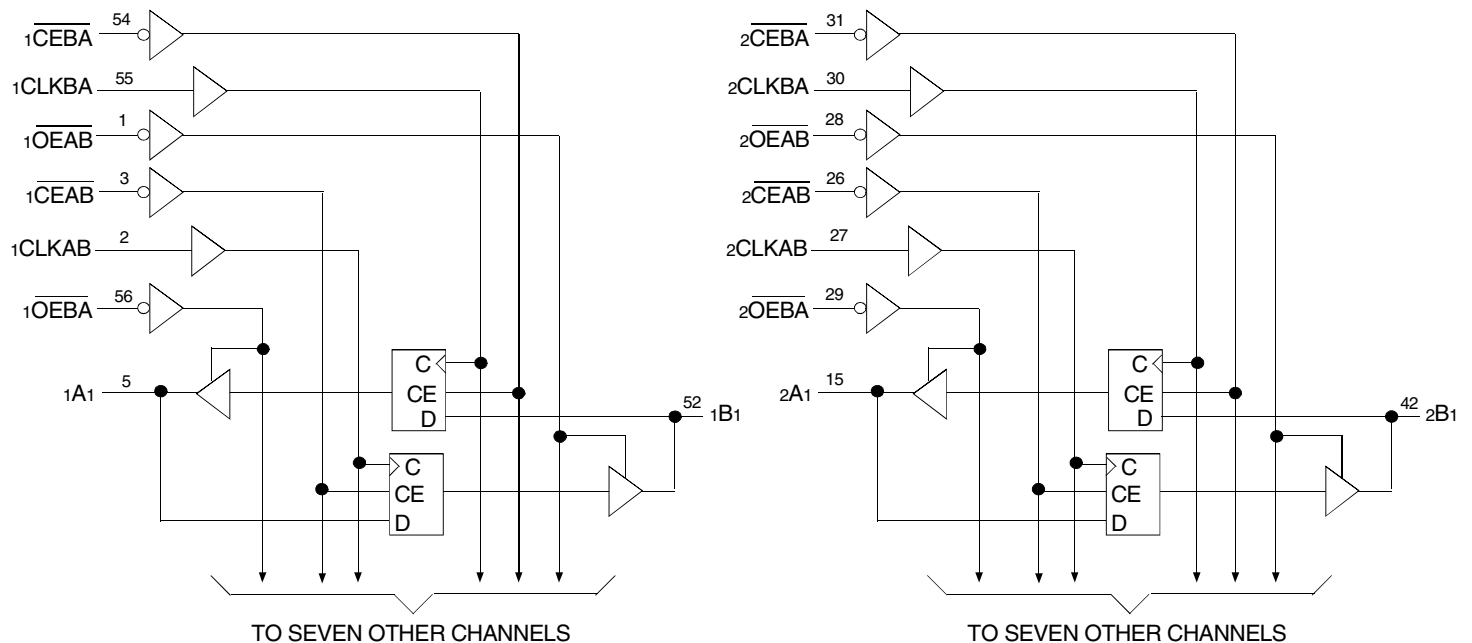 54
1CEBA
55
1CLKBA
1
1OEAB
3
1CEAB
2
1CLKAB
56
1OEBA
5
1A1
C
CE
D
52
1B1
C
CE
D
TO SEVEN OTHER CHANNELS
31
2CEBA
30
2CLKBA
28
2OEAB
26
2CEAB
27
2CLKAB
29
2OEBA
15
2A1
C
CE
D
42
2B1
C
CE
D
TO SEVEN OTHER CHANNELS